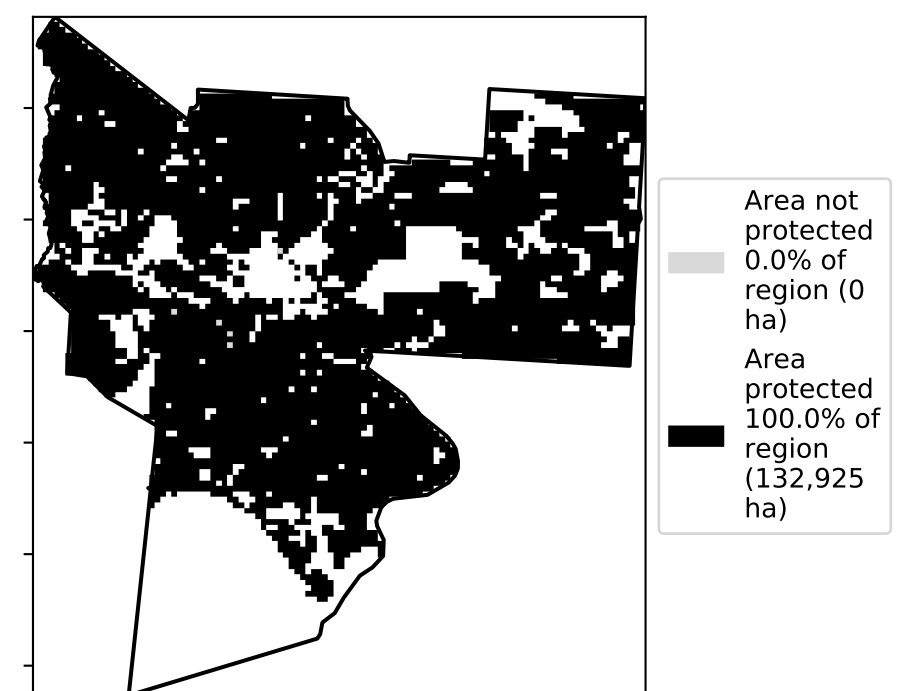 Area not
protected
0.0% of
region (0
ha)
Area
protected
100.0% of
region
(132,925
ha)